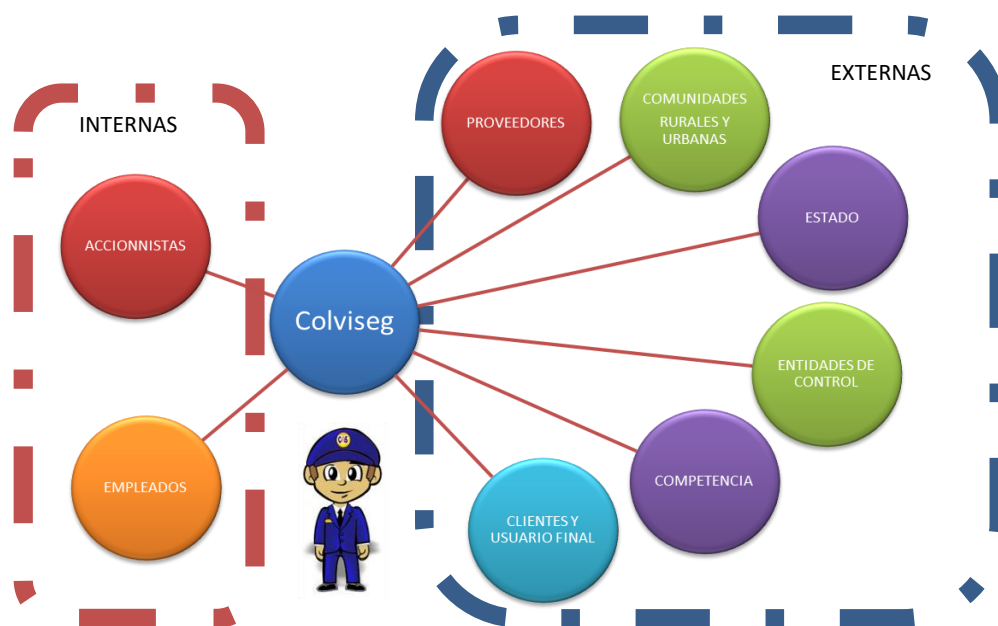 INTERNAS
ACCIONNISTAS
EMPLEADOS
Colviseg
EXTERNAS
PROVEEDORES
COMUNIDADES
RURALES Y
URBANAS
ESTADO
ENTIDADES DE
CONTROL
COMPETENCIA
CLIENTES Y
USUARIO FINAL